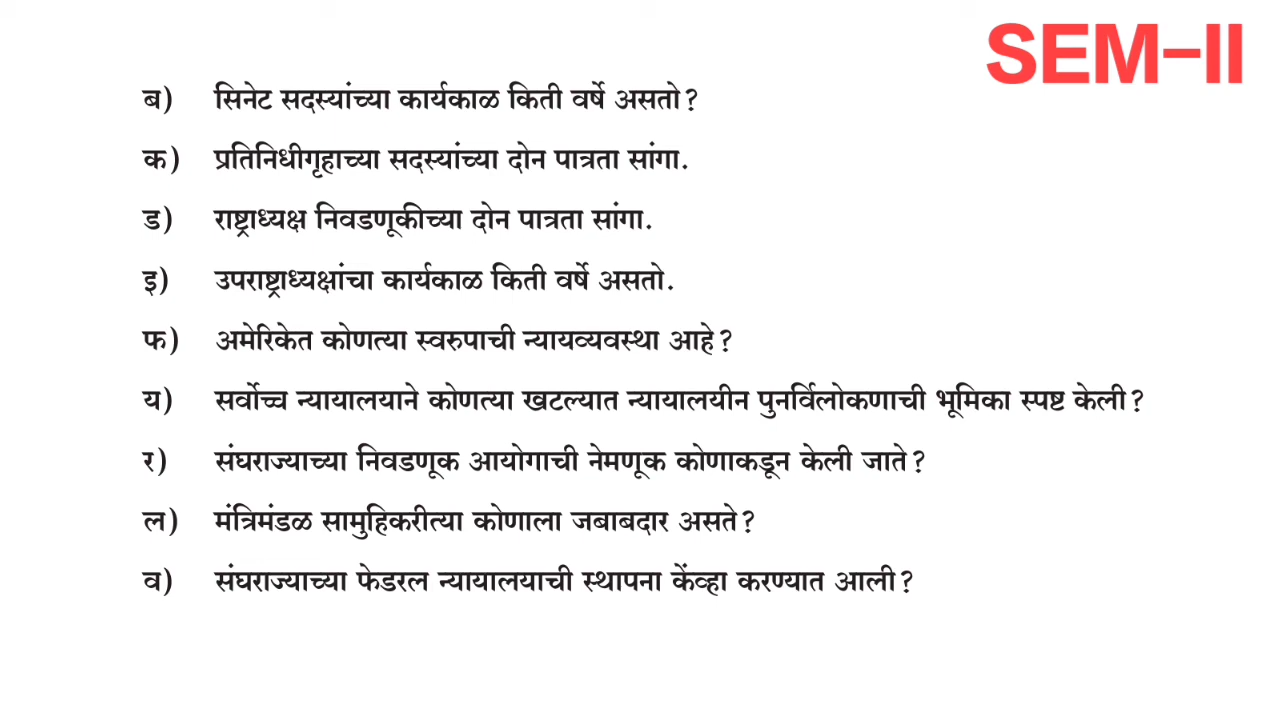 SEM-II
ब) सिनेट सदस्यांच्या कार्यकाळ किती वर्षे असतो?
क) प्रतिनिधीगृहाच्या सदस्यांच्या दोन पात्रता सांगा.
ड) राष्ट्राध्यक्ष निवडणूकीच्या दोन पात्रता सांगा.
इ) उपराष्ट्राध्यक्षांचा कार्यकाळ किती वर्षे असतो.
फ) अमेरिकेत कोणत्या स्वरुपाची न्यायव्यवस्था आहे?
य) सर्वोच्च न्यायालयाने कोणत्या खटल्यात न्यायालयीन पुनर्विलोकणाची भूमिका स्पष्ट केली?
र) संघराज्याच्या निवडणूक आयोगाची नेमणूक कोणाकडून केली जाते?
ल) मंत्रिमंडळ सामुहिकरीत्या कोणाला जबाबदार असते?
व) संघराज्याच्या फेडरल न्यायालयाची स्थापना केंव्हा करण्यात आली?